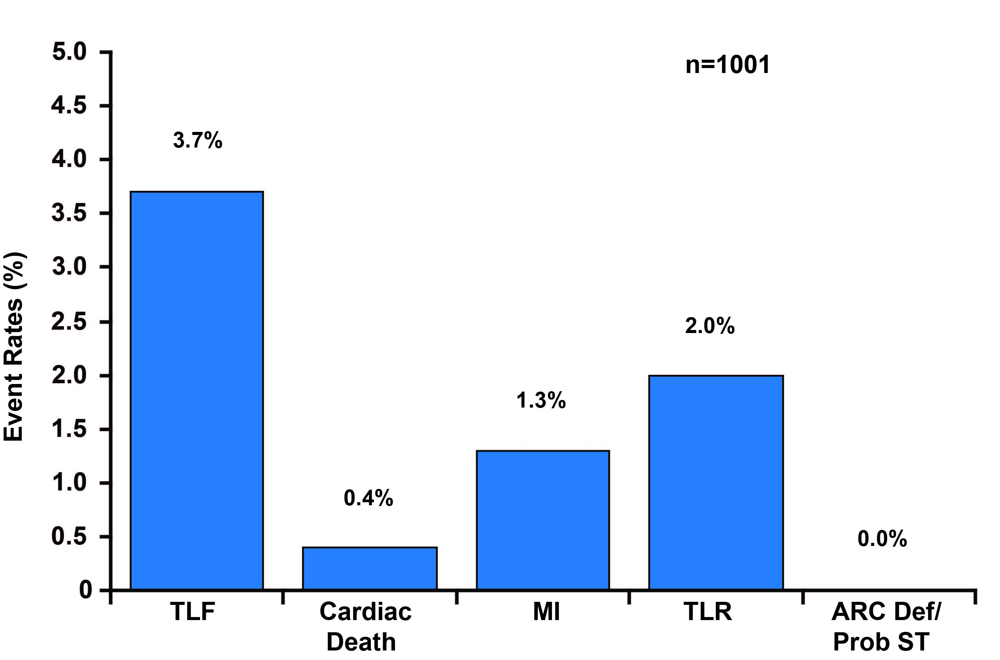 n=1001
Event Rates (%)
5.0
4.5
4.0
3.5
3.0
2.5
2.0
1.5
1.0
0.5
0
3.7%
0.4%
1.3%
2.0%
0.0%
TLF
Cardiac
Death
MI
TLR
ARC Def/
Prob ST